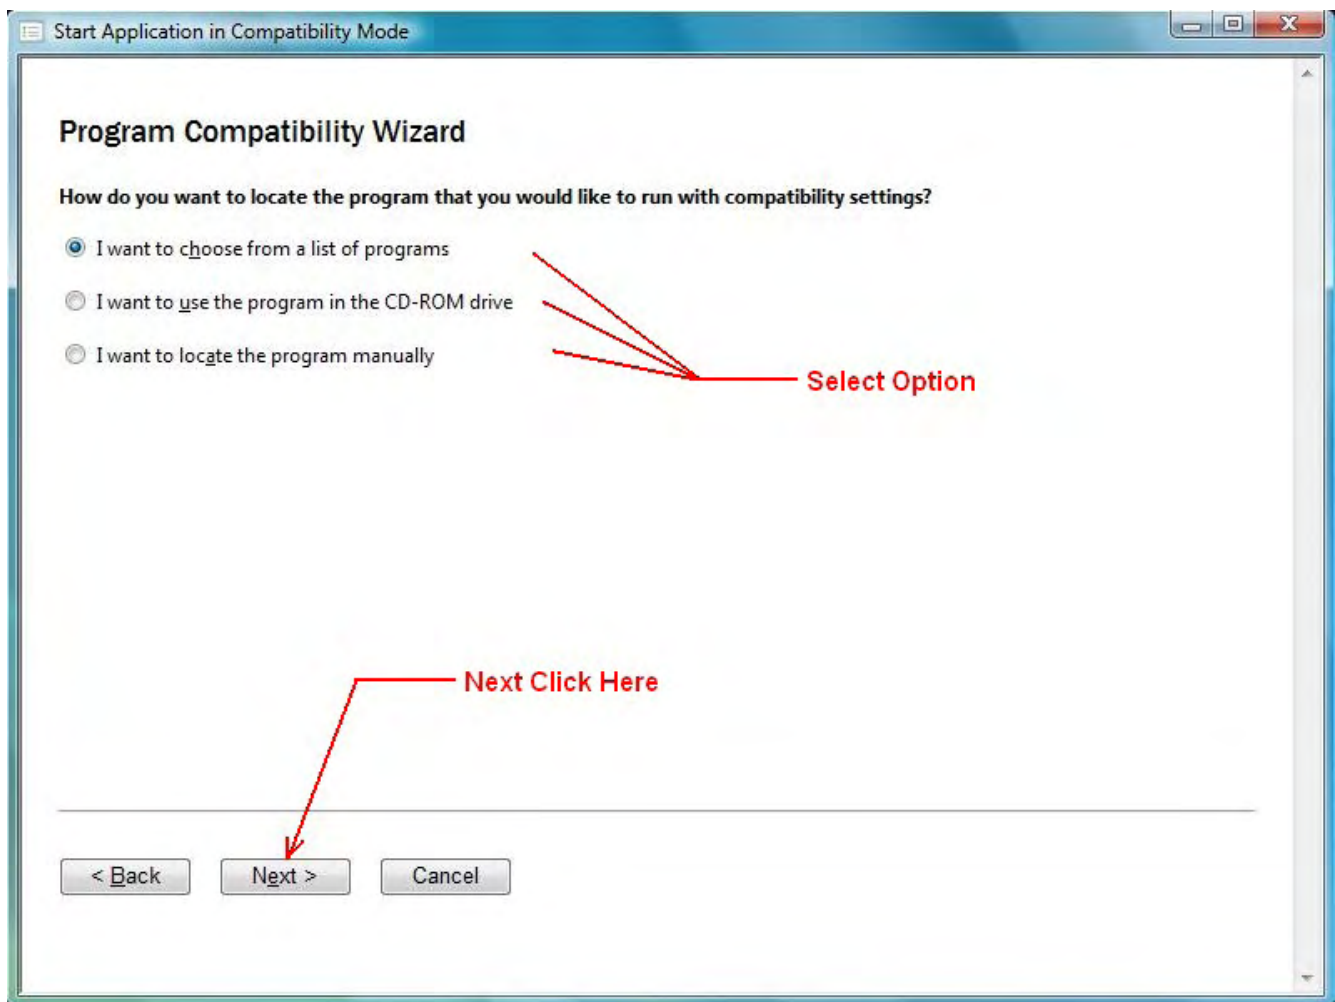 Start Application in Compatibility Mode
Program Compatibility Wizard
How do you want to locate the program that you would like to run with compatibility settings?
I want to choose from a list of programs
I want to use the program in the CD-ROM drive
I want to locate the program manually
Select Option
Next Click Here
< Back
Next >
Cancel